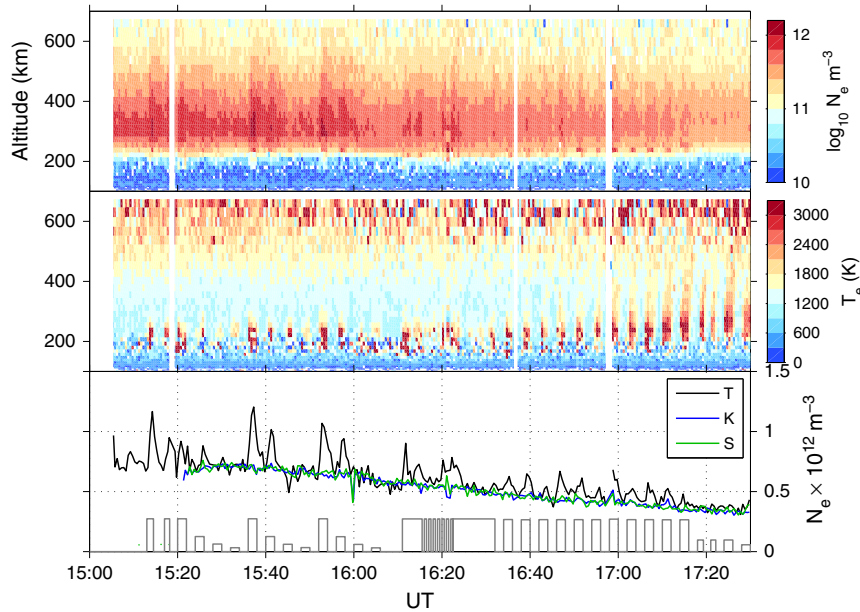 600
400
200
Altitude (km)
12
11
10
log₁₀ Nₑ m⁻³
600
400
200
3000
2400
1800
1200
600
0
Tₑ (K)
T
K
S
1.5
1
0.5
0
Nₑ × 10¹² m⁻³
15:00 15:20 15:40 16:00 16:20 16:40 17:00 17:20
UT